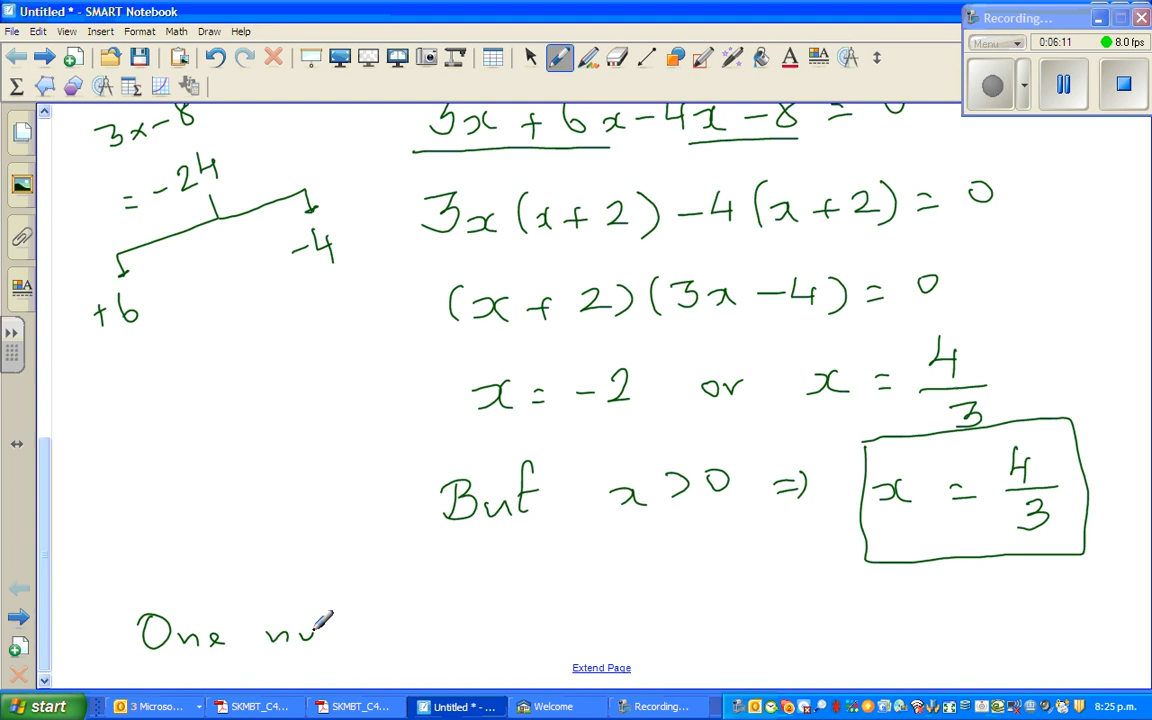 Untitled * - SMART Notebook
File Edit View Insert Format Math Draw Help
Recording...
Menu 0:06:11 8.0 fps
3x + 6x - 4x - 8 = 0
3x - 8
= - 24
-4
+6
3x (x + 2) - 4 (x + 2) = 0
(x + 2) (3x - 4) = 0
x = - 2 or x = 4/3
But x > 0 => x = 4/3
One nu
Extend Page
start 3 Microso... SKMBT_C4... SKMBT_C4... Untitled * - ... Welcome Recording... 8:25 p.m.